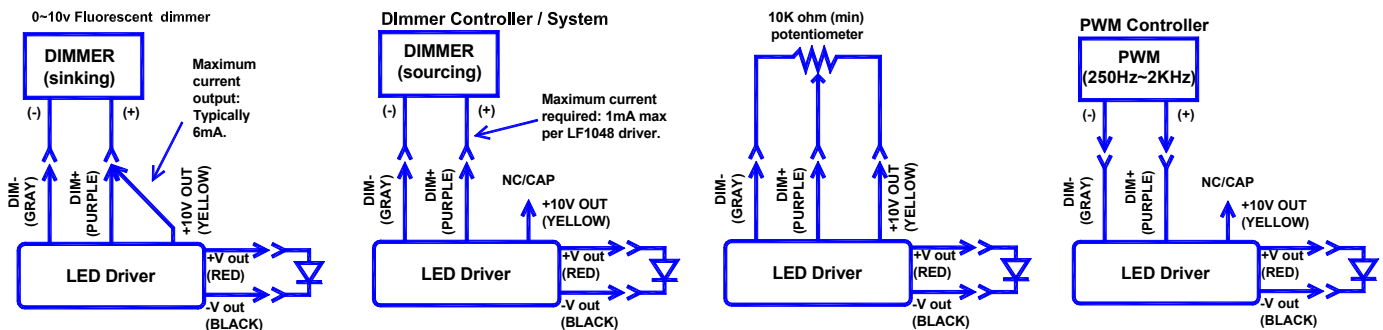 0~10v Fluorescent dimmer
DIMMER
(sinking)
(-)
(+)
Maximum
current
output:
Typically
6mA.
DIM-
(GRAY)
DIM+
(PURPLE)
+10V OUT
(YELLOW)
LED Driver
+V out
(RED)
-V out
(BLACK)
DImmer Controller / System
DIMMER
(sourcing)
(-)
(+)
Maximum current
required: 1mA max
per LF1048 driver.
DIM-
(GRAY)
DIM+
(PURPLE)
NC/CAP
+10V OUT
(YELLOW)
LED Driver
+V out
(RED)
-V out
(BLACK)
10K ohm (min)
potentiometer
DIM-
(GRAY)
DIM+
(PURPLE)
+10V OUT
(YELLOW)
LED Driver
+V out
(RED)
-V out
(BLACK)
PWM Controller
PWM
(250Hz~2KHz)
(-)
(+)
DIM-
(GRAY)
DIM+
(PURPLE)
NC/CAP
+10V OUT
(YELLOW)
LED Driver
+V out
(RED)
-V out
(BLACK)